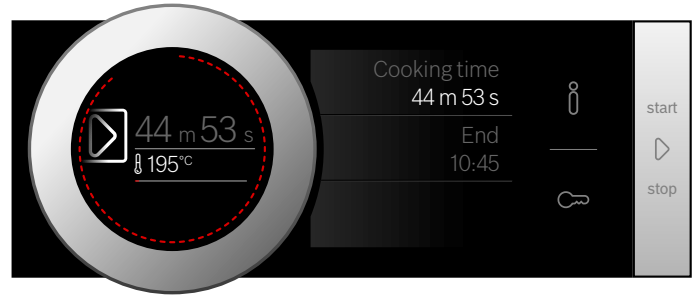 44 m 53 s
195°C
Cooking time
44 m 53 s
End
10:45
start
stop